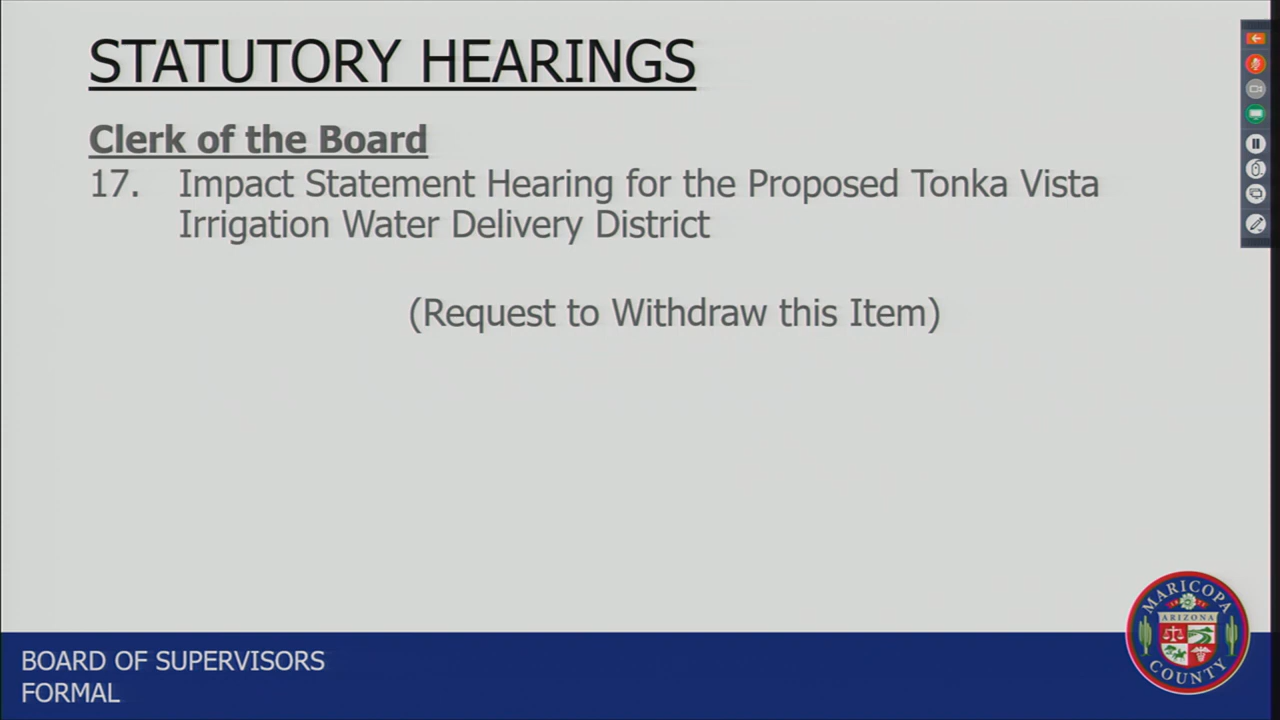 STATUTORY HEARINGS
Clerk of the Board
17. Impact Statement Hearing for the Proposed Tonka Vista
Irrigation Water Delivery District
(Request to Withdraw this Item)
BOARD OF SUPERVISORS
FORMAL
MARICOPA
ARIZONA
COUNTY